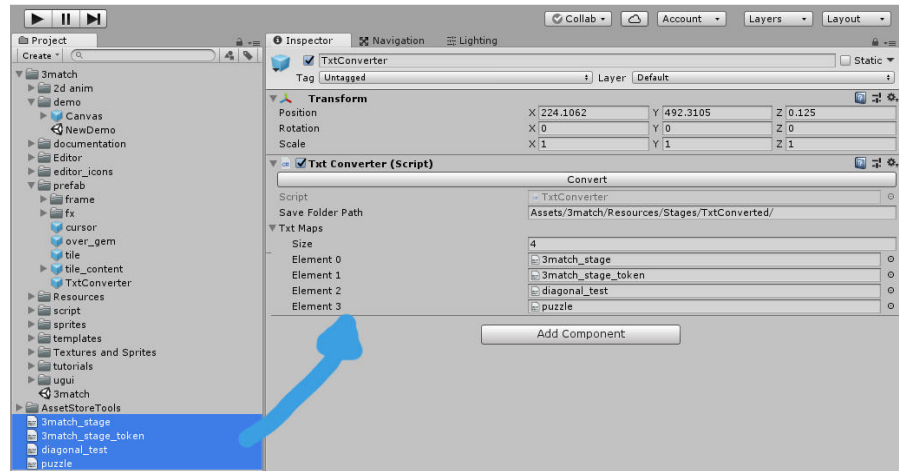 Collab
Account
Layers
Layout
Project
Create
3match
2d anim
demo
Canvas
NewDemo
documentation
Editor
editor_icons
prefab
frame
fx
cursor
over_gem
tile
tile_content
TxtConverter
Resources
script
sprites
templates
Textures and Sprites
tutorials
ugui
3match
AssetStoreTools
3match_stage
3match_stage_token
diagonal_test
puzzle
Inspector Navigation Lighting
TxtConverter Static
Tag Untagged Layer Default
Transform
Position X 224.1062 Y 492.3105 Z 0.125
Rotation X 0 Y 0 Z 0
Scale X 1 Y 1 Z 1
Txt Converter (Script)
Convert
Script TxtConverter
Save Folder Path Assets/3match/Resources/Stages/TxtConverted/
Txt Maps
Size 4
Element 0 3match_stage
Element 1 3match_stage_token
Element 2 diagonal_test
Element 3 puzzle
Add Component